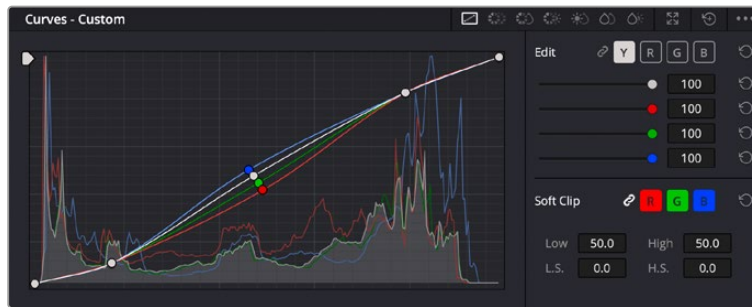 Curves - Custom
Edit Y R G B
100
100
100
100
Soft Clip R G B
Low 50.0 High 50.0
L.S. 0.0 H.S. 0.0